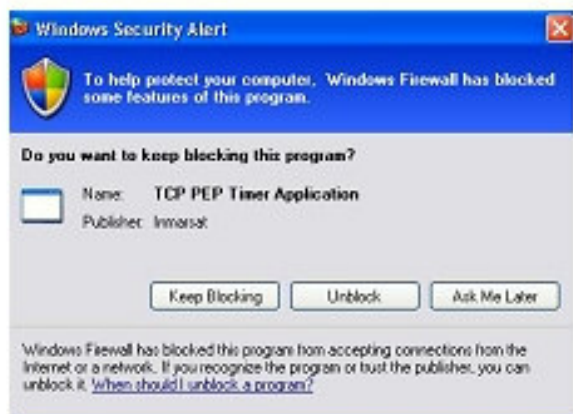 Windows Security Alert
To help protect your computer, Windows Firewall has blocked
some features of this program.
Do you want to keep blocking this program?
Name: TCP PEP Timer Application
Publisher: Inmarsat
Keep Blocking Unblock Ask Me Later
Windows Firewall has blocked this program from accepting connections from the
Internet or a network. If you recognize the program or trust the publisher, you can
unblock it. When should I unblock a program?